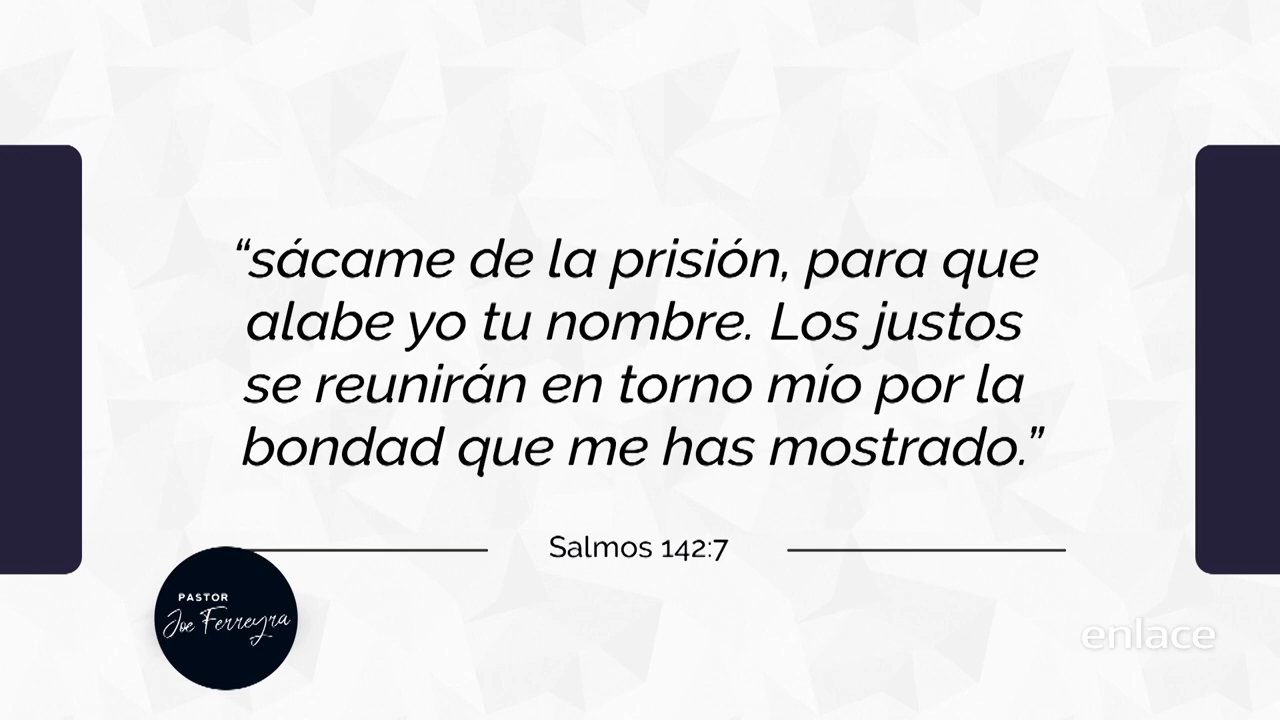 “sácame de la prisión, para que
alabe yo tu nombre. Los justos
se reunirán en torno mío por la
bondad que me has mostrado.”
Salmos 142:7
PASTOR
Joe Ferreyra
enlace